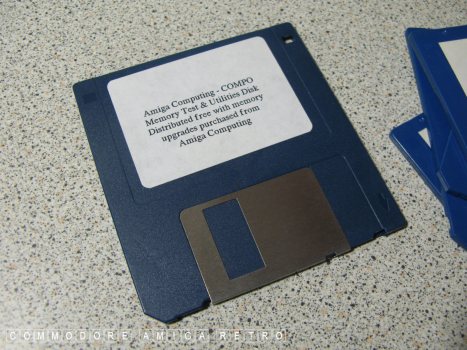 Amiga Computing - COMPO
Memory Test & Utilities Disk
Distributed free with memory
upgrades purchased from
Amiga Computing
COMMODORE AMIGA RETRO